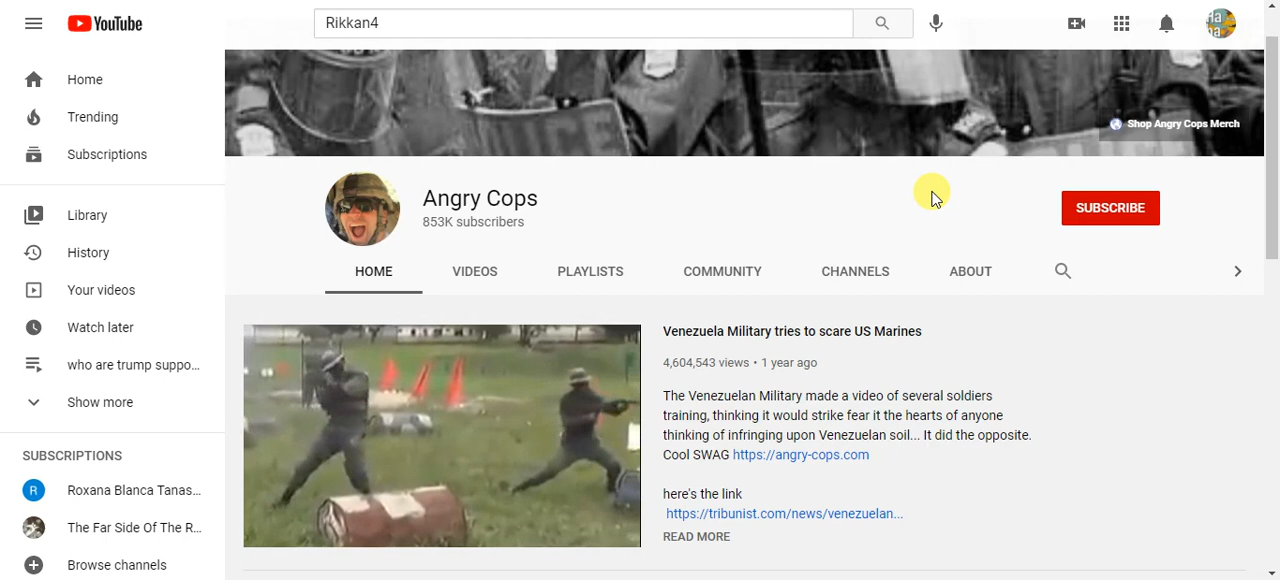 YouTube
Rikkan4
Home
Trending
Subscriptions
Library
History
Your videos
Watch later
who are trump suppo...
Show more
SUBSCRIPTIONS
Roxana Blanca Tanas...
The Far Side Of The R...
Browse channels
Shop Angry Cops Merch
Angry Cops
853K subscribers
SUBSCRIBE
HOME VIDEOS PLAYLISTS COMMUNITY CHANNELS ABOUT
Venezuela Military tries to scare US Marines
4,604,543 views • 1 year ago
The Venezuelan Military made a video of several soldiers
training, thinking it would strike fear it the hearts of anyone
thinking of infringing upon Venezuelan soil... It did the opposite.
Cool SWAG https://angry-cops.com
here's the link
https://tribunist.com/news/venezuelan...
READ MORE